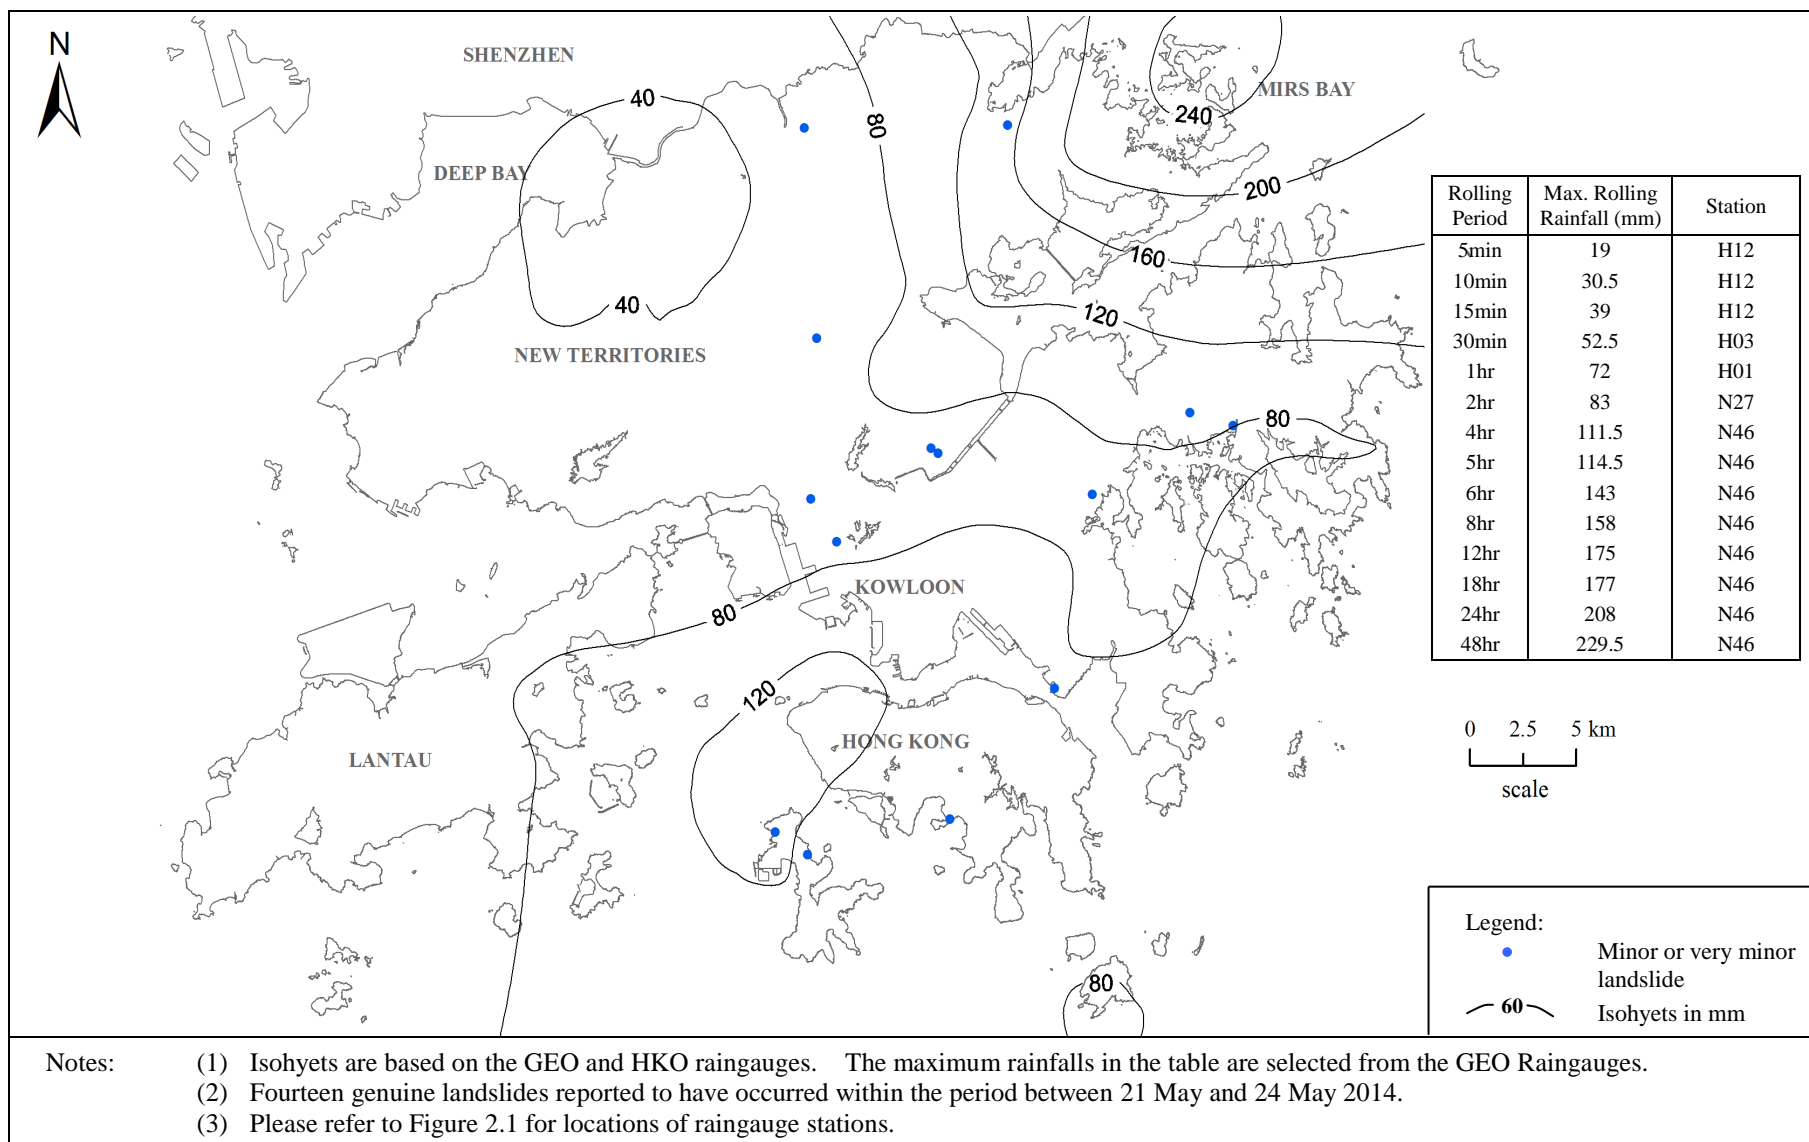 N
SHENZHEN
MIRS BAY
40
240
80
DEEP BAY
200
160
40
120
NEW TERRITORIES
80
KOWLOON
80
120
HONG KONG
LANTAU
80
Rolling Period Max. Rolling Rainfall (mm) Station
5min 19 H12
10min 30.5 H12
15min 39 H12
30min 52.5 H03
1hr 72 H01
2hr 83 N27
4hr 111.5 N46
5hr 114.5 N46
6hr 143 N46
8hr 158 N46
12hr 175 N46
18hr 177 N46
24hr 208 N46
48hr 229.5 N46
0 2.5 5 km
scale
Legend:
Minor or very minor
landslide
60 Isohyets in mm
Notes: (1) Isohyets are based on the GEO and HKO raingauges. The maximum rainfalls in the table are selected from the GEO Raingauges.
(2) Fourteen genuine landslides reported to have occurred within the period between 21 May and 24 May 2014.
(3) Please refer to Figure 2.1 for locations of raingauge stations.